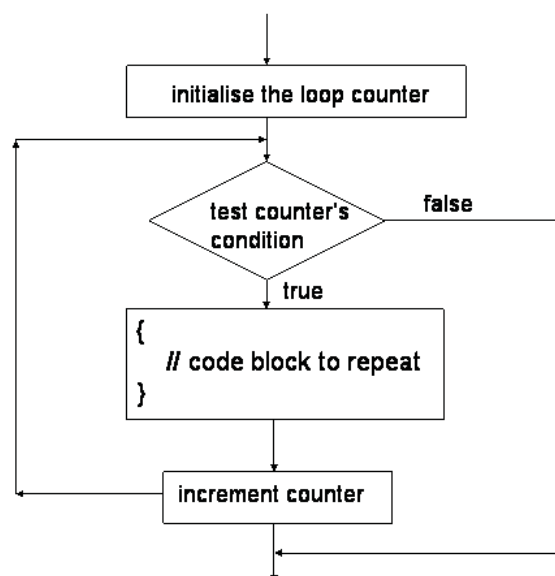 initialise the loop counter
test counter's
condition
false
true
{
// code block to repeat
}
increment counter